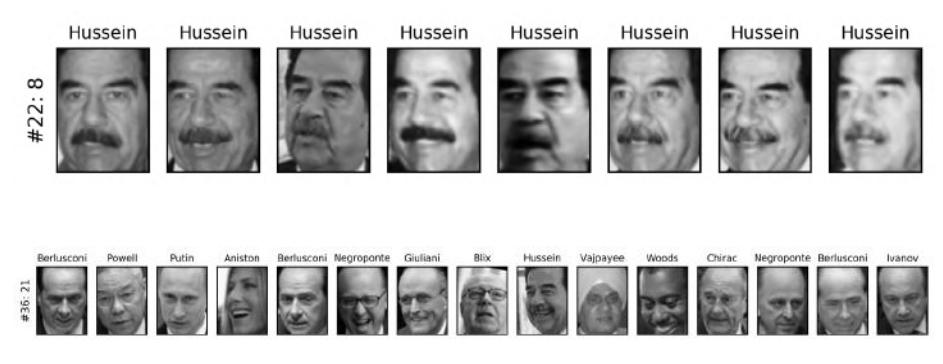 Hussein Hussein Hussein Hussein Hussein Hussein Hussein Hussein
#22: 8
Berlusconi Powell Putin Aniston Berlusconi Negroponte Giuliani Blix Hussein Vajpayee Woods Chirac Negroponte Berlusconi Ivanov
#36: 21